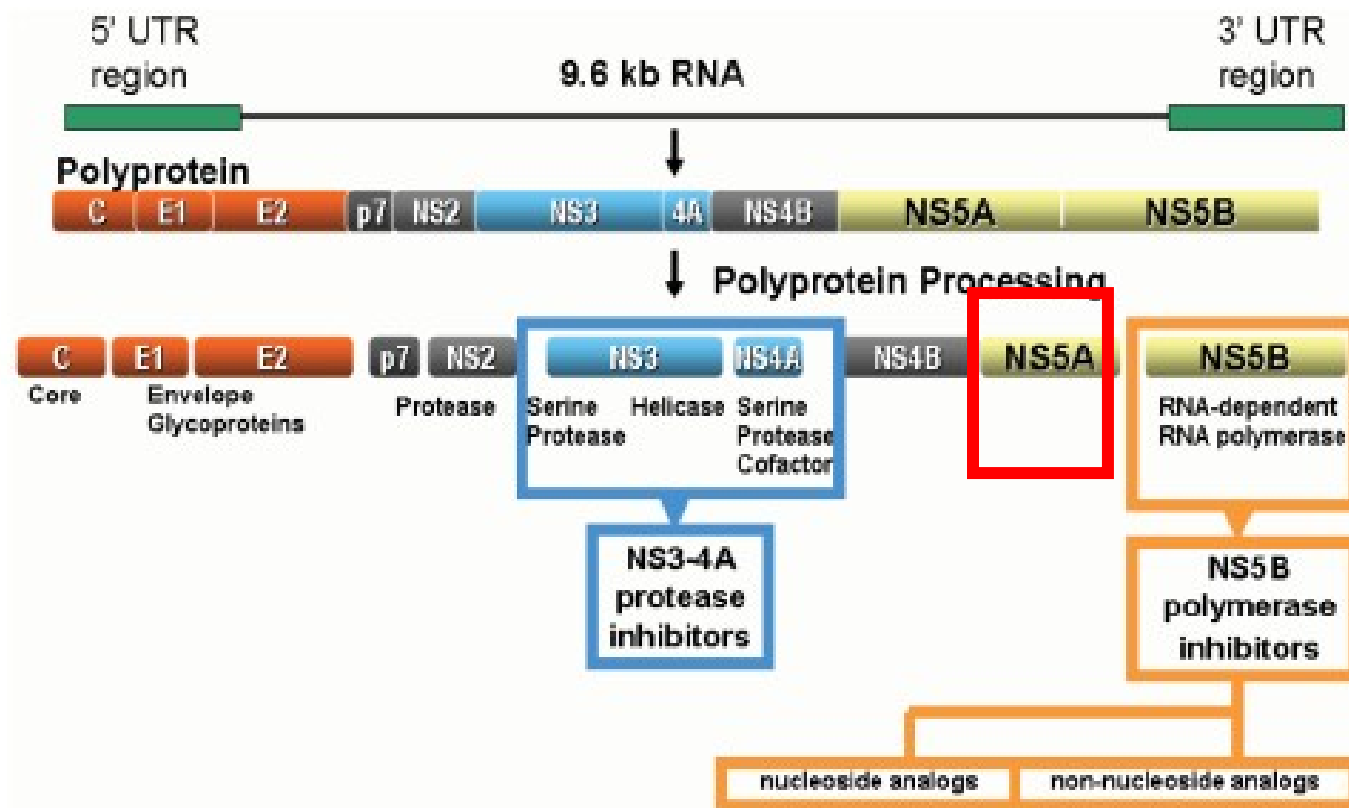 5' UTR
region
9.6 kb RNA
3' UTR
region
Polyprotein
C E1 E2 p7 NS2 NS3 4A NS4B NS5A NS5B
Polyprotein Processing
C E1 E2 p7 NS2 NS3 NS4A NS4B NS5A NS5B
Core
Envelope
Glycoproteins
Protease
Serine
Protease
Helicase
Serine
Protease
Cofactor
RNA-dependent
RNA polymerase
NS3-4A
protease
inhibitors
NS5B
polymerase
inhibitors
nucleoside analogs
non-nucleoside analogs